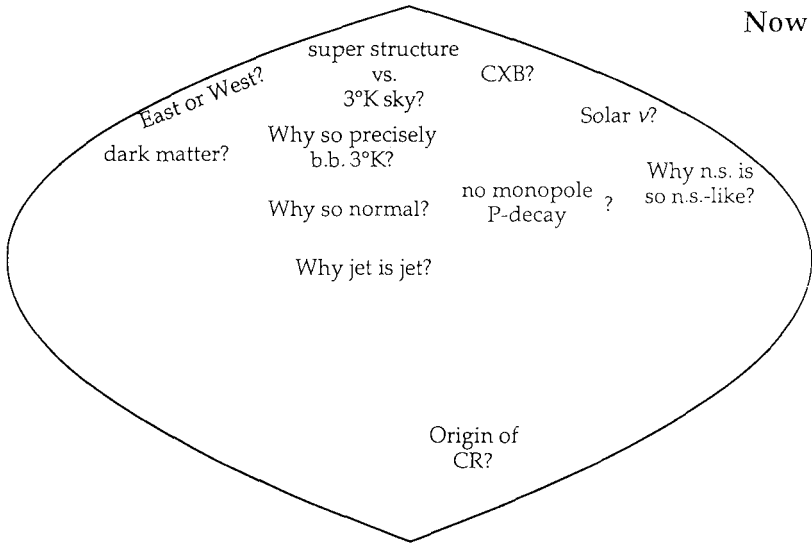 Now
super structure
vs.
3°K sky?
CXB?
East or West?
Solar ν?
dark matter?
Why so precisely
b.b. 3°K?
Why n.s. is
so n.s.-like?
Why so normal?
no monopole
P-decay
?
Why jet is jet?
Origin of
CR?